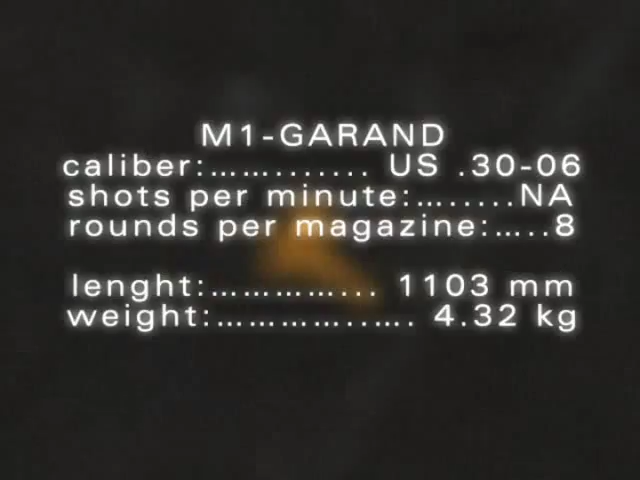 M1-GARAND
caliber:............... US .30-06
shots per minute:........NA
rounds per magazine:.....8
lenght:............... 1103 mm
weight:.................. 4.32 kg